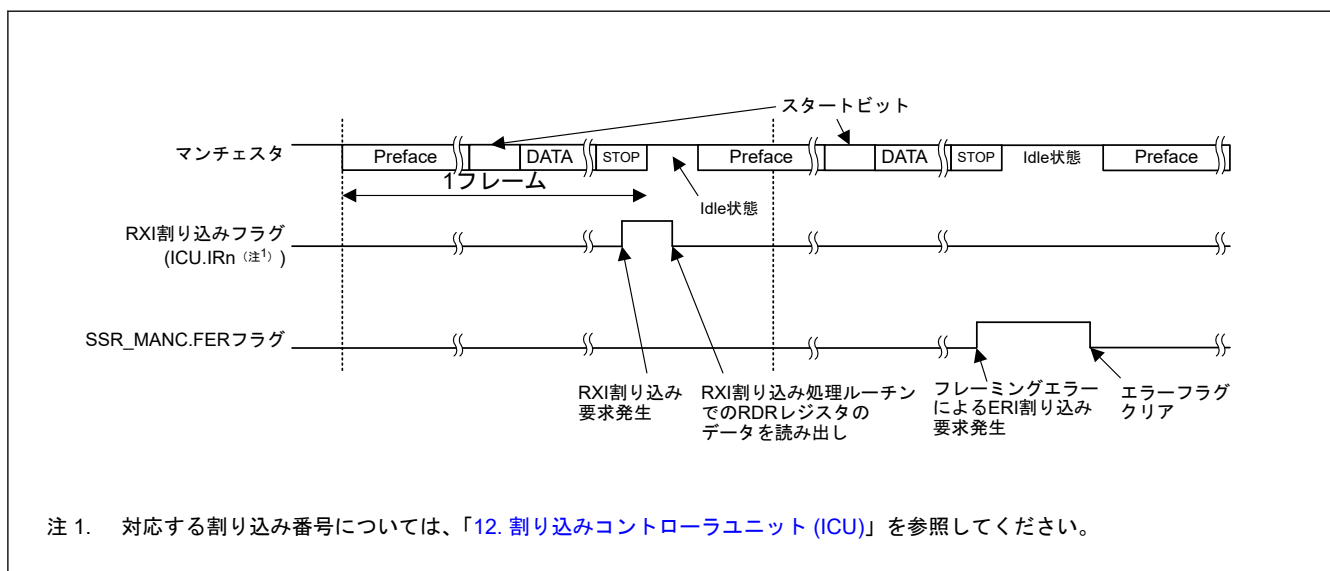 スタートビット
マンチェスタ
Preface
DATA
STOP
Preface
DATA
STOP
Idle状態
Preface
1フレーム
Idle状態
RXI割り込みフラグ
(ICU.IRn（注1）)
SSR_MANC.FERフラグ
RXI割り込み
要求発生
RXI割り込み処理ルーチン
でのRDRレジスタの
データを読み出し
フレーミングエラー
によるERI割り込み
要求発生
エラーフラグ
クリア
注 1. 対応する割り込み番号については、「12. 割り込みコントローラユニット (ICU)」を参照してください。